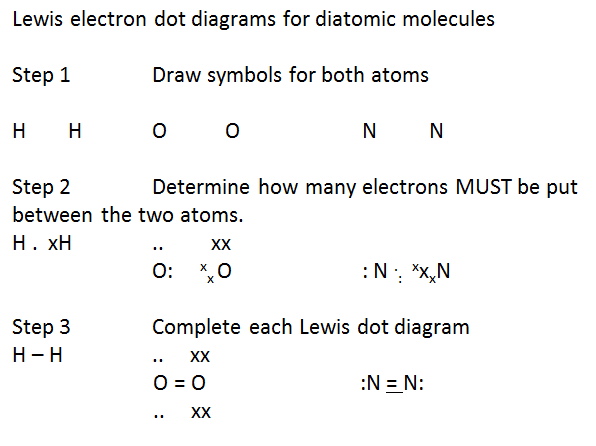 Lewis electron dot diagrams for diatomic molecules
Step 1 Draw symbols for both atoms
H H O O N N
Step 2 Determine how many electrons MUST be put
between the two atoms.
H . xH .. xx
O: xxO : N ⋮ xxxN
Step 3 Complete each Lewis dot diagram
H – H .. xx
O = O :N ≡ N:
.. xx